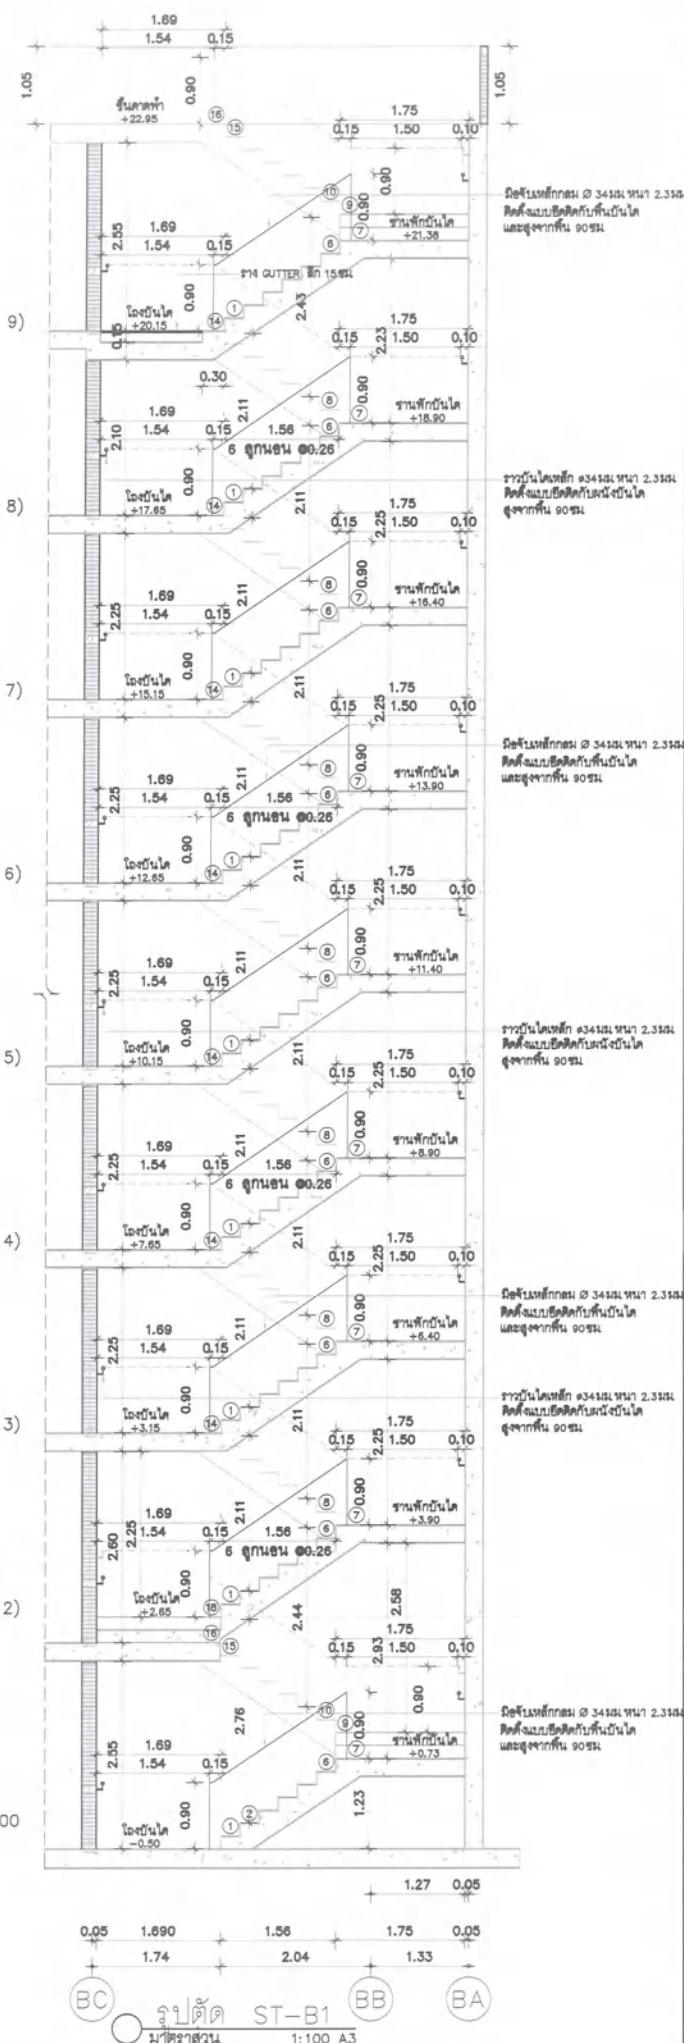 1.69
1.54 0.15
1.05
0.90
1.05
ชั้นดาดฟ้า
+22.95
16
15
1.75
0.15 1.50 0.10
10
9
0.90
0.90
มือจับเหล็กกลม Ø 34มม. หนา 2.3มม
ติดตั้งแบบยึดติดกับพื้นบันได
และสูงจากพื้น 90ซม
2.55
1.69
1.54 0.15
7
6
ชานพักบันได
+21.38
ราง GUTTER ลึก 15ซม
0.90
2.43
9)
โถงบันได
+20.15
14
1
0.15
1.75
0.15 1.50 0.10
2.23
0.30
0.90
8
7
6
ชานพักบันได
+18.90
2.10
1.69
1.54 0.15
2.11
1.56
6 ลูกนอน @0.26
0.90
8)
โถงบันได
+17.65
14
1
2.11
ราวบันไดเหล็ก ø34มม.หนา 2.3มม.
ติดตั้งแบบยึดติดกับผนังบันได
สูงจากพื้น 90ซม
1.75
0.15 1.50 0.10
2.25
0.90
8
7
6
ชานพักบันได
+16.40
2.25
1.69
1.54 0.15
2.11
0.90
7)
โถงบันได
+15.15
14
1
2.11
1.75
0.15 1.50 0.10
2.25
มือจับเหล็กกลม Ø 34มม. หนา 2.3มม
ติดตั้งแบบยึดติดกับพื้นบันได
และสูงจากพื้น 90ซม
0.90
8
7
6
ชานพักบันได
+13.90
2.25
1.69
1.54 0.15
2.11
1.56
6 ลูกนอน @0.26
0.90
6)
โถงบันได
+12.65
14
1
2.11
1.75
0.15 1.50 0.10
2.25
0.90
8
7
6
ชานพักบันได
+11.40
2.25
1.69
1.54 0.15
2.11
0.90
5)
โถงบันได
+10.15
14
1
2.11
ราวบันไดเหล็ก ø34มม.หนา 2.3มม.
ติดตั้งแบบยึดติดกับผนังบันได
สูงจากพื้น 90ซม
1.75
0.15 1.50 0.10
2.25
0.90
8
7
6
ชานพักบันได
+8.90
2.25
1.69
1.54 0.15
2.11
1.56
6 ลูกนอน @0.26
0.90
4)
โถงบันได
+7.65
14
1
2.11
1.75
0.15 1.50 0.10
2.25
มือจับเหล็กกลม Ø 34มม. หนา 2.3มม
ติดตั้งแบบยึดติดกับพื้นบันได
และสูงจากพื้น 90ซม
0.90
8
7
6
ชานพักบันได
+6.40
2.25
1.69
1.54 0.15
2.11
0.90
3)
โถงบันได
+3.15
14
1
2.11
ราวบันไดเหล็ก ø34มม.หนา 2.3มม.
ติดตั้งแบบยึดติดกับผนังบันได
สูงจากพื้น 90ซม
1.75
0.15 1.50 0.10
2.25
0.90
8
7
6
ชานพักบันได
+3.90
2.60
2.25
1.69
1.54 0.15
2.11
1.56
6 ลูกนอน @0.26
0.90
2)
โถงบันได
+2.65
18
1
16
15
2.44
2.58
1.75
0.15 1.50 0.10
2.93
0.90
มือจับเหล็กกลม Ø 34มม. หนา 2.3มม
ติดตั้งแบบยึดติดกับพื้นบันได
และสูงจากพื้น 90ซม
10
9
0.90
7
6
ชานพักบันได
+0.73
2.55
1.69
1.54 0.15
2.76
0.90
00
โถงบันได
-0.50
1
2
1.23
1.27 0.05
0.05 1.690 1.56 1.75 0.05
1.74 2.04 1.33
BC BB BA
รูปตัด ST-B1
มาตราส่วน 1:100 A3